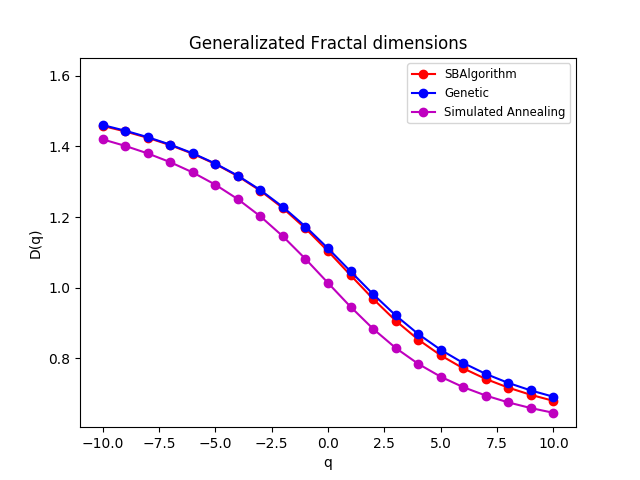 Generalizated Fractal dimensions
SBAlgorithm
Genetic
Simulated Annealing
1.6
1.4
1.2
1.0
0.8
D(q)
−10.0 −7.5 −5.0 −2.5 0.0 2.5 5.0 7.5 10.0
q